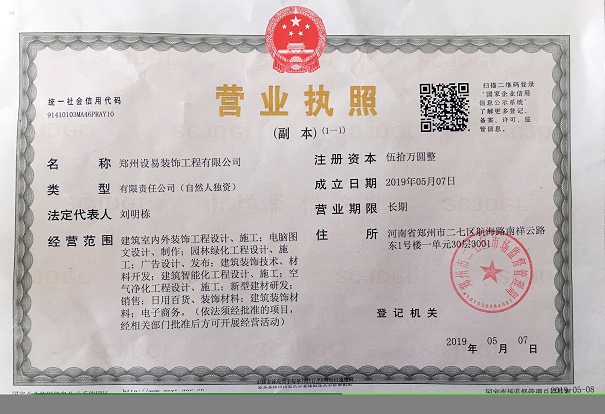 统一社会信用代码
91410103MA46PRAY10
营业执照
（副 本）（1—1）
扫描二维码登录
“国家企业信用
信息公示系统”
了解更多登记、
备案、许可、监
管信息。
名 称 郑州设易装饰工程有限公司
类 型 有限责任公司（自然人独资）
法定代表人 刘明栋
经营范围 建筑室内外装饰工程设计、施工；电脑图
文设计、制作；园林绿化工程设计、施
工；广告设计、发布；建筑装饰技术、材
料开发；建筑智能化工程设计、施工；空
气净化工程设计、施工；新型建材研发；
销售：日用百货、装饰材料；建筑装饰材
料；电子商务。（依法须经批准的项目，
经相关部门批准后方可开展经营活动）
注册资本 伍拾万圆整
成立日期 2019年05月07日
营业期限 长期
住 所 河南省郑州市二七区航海路南祥云路
东1号楼一单元30层3001
登记机关
2019 年 05 月 07 日
2019-05-08